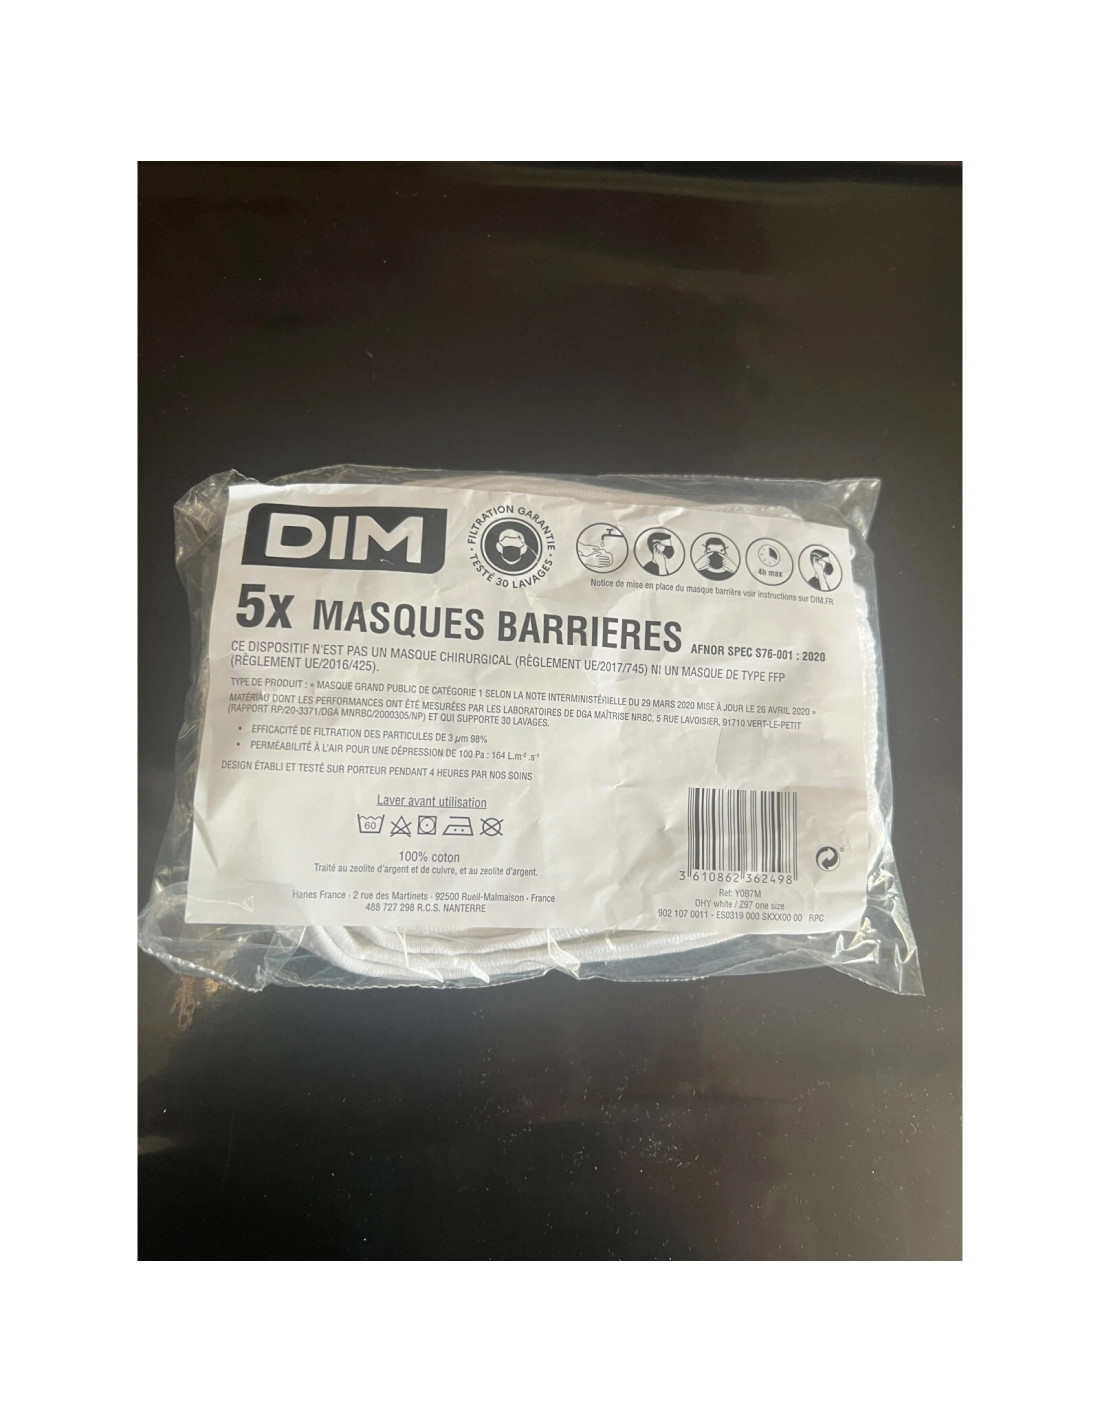 DIM
• FILTRATION GARANTIE •
TESTÉ 30 LAVAGES
4h max
Notice de mise en place du masque barrière voir instructions sur DIM.FR
5x MASQUES BARRIERES AFNOR SPEC S76-001 : 2020
CE DISPOSITIF N'EST PAS UN MASQUE CHIRURGICAL (RÈGLEMENT UE/2017/745) NI UN MASQUE DE TYPE FFP
(RÈGLEMENT UE/2016/425).
TYPE DE PRODUIT : « MASQUE GRAND PUBLIC DE CATÉGORIE 1 SELON LA NOTE INTERMINISTÉRIELLE DU 29 MARS 2020 MISE À JOUR LE 26 AVRIL 2020 »
MATÉRIAU DONT LES PERFORMANCES ONT ÉTÉ MESURÉES PAR LES LABORATOIRES DE DGA MAÎTRISE NRBC, 5 RUE LAVOISIER, 91710 VERT-LE-PETIT
(RAPPORT RP/20-3371/DGA MNRBC/2000305/NP) ET QUI SUPPORTE 30 LAVAGES.
• EFFICACITÉ DE FILTRATION DES PARTICULES DE 3 µm 98%
• PERMÉABILITÉ À L'AIR POUR UNE DÉPRESSION DE 100 Pa : 164 L.m-² .s-¹
DESIGN ÉTABLI ET TESTÉ SUR PORTEUR PENDANT 4 HEURES PAR NOS SOINS
Laver avant utilisation
60
100% coton
Traité au zeolite d'argent et de cuivre, et au zeolite d'argent.
Hanes France - 2 rue des Martinets - 92500 Rueil-Malmaison - France
488 727 298 R.C.S. NANTERRE
3 610862 362498
Ref: Y0B7M
OHY white / Z97 one size
902 107 0011 - ES0319 000 SKXX00 00 RPC